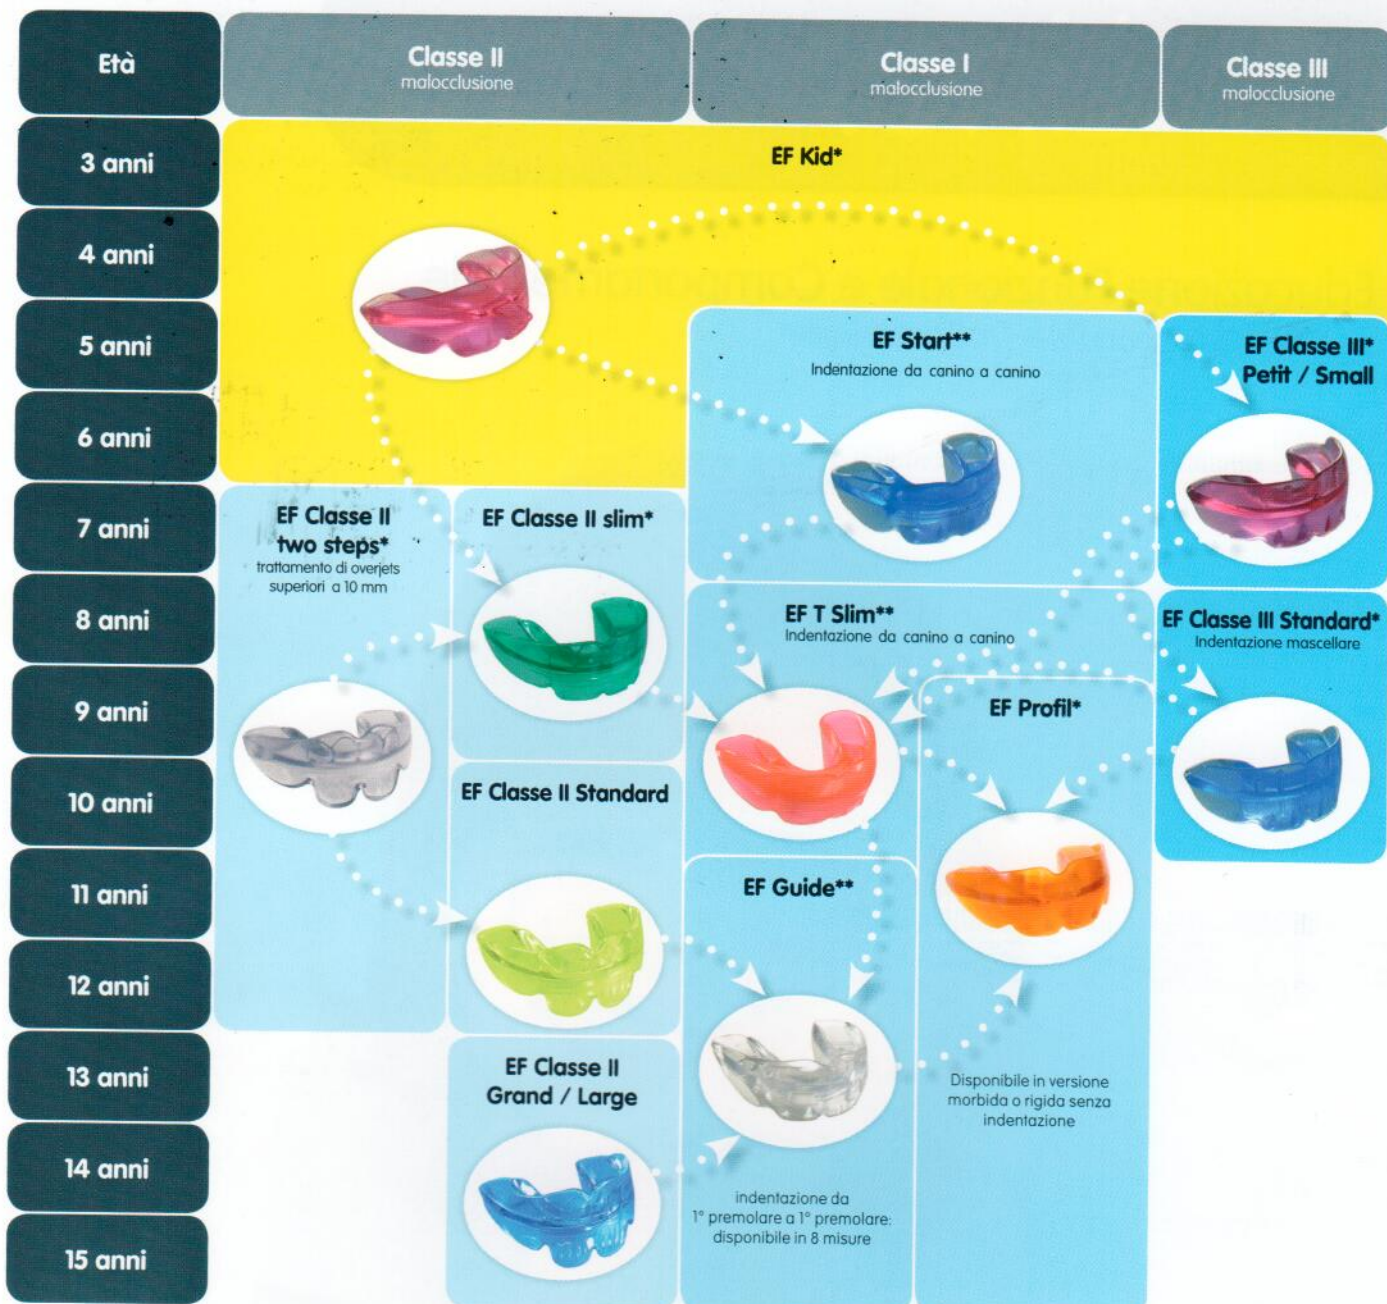 Età
Classe II
malocclusione
Classe I
malocclusione
Classe III
malocclusione
3 anni
4 anni
5 anni
6 anni
7 anni
8 anni
9 anni
10 anni
11 anni
12 anni
13 anni
14 anni
15 anni
EF Kid*
EF Start**
Indentazione da canino a canino
EF Classe III*
Petit / Small
EF Classe II
two steps*
trattamento di overjets
superiori a 10 mm
EF Classe II slim*
EF T Slim**
Indentazione da canino a canino
EF Classe III Standard*
Indentazione mascellare
EF Profil*
EF Classe II Standard
EF Guide**
EF Classe II
Grand / Large
Disponibile in versione
morbida o rigida senza
indentazione
indentazione da
1° premolare a 1° premolare:
disponibile in 8 misure